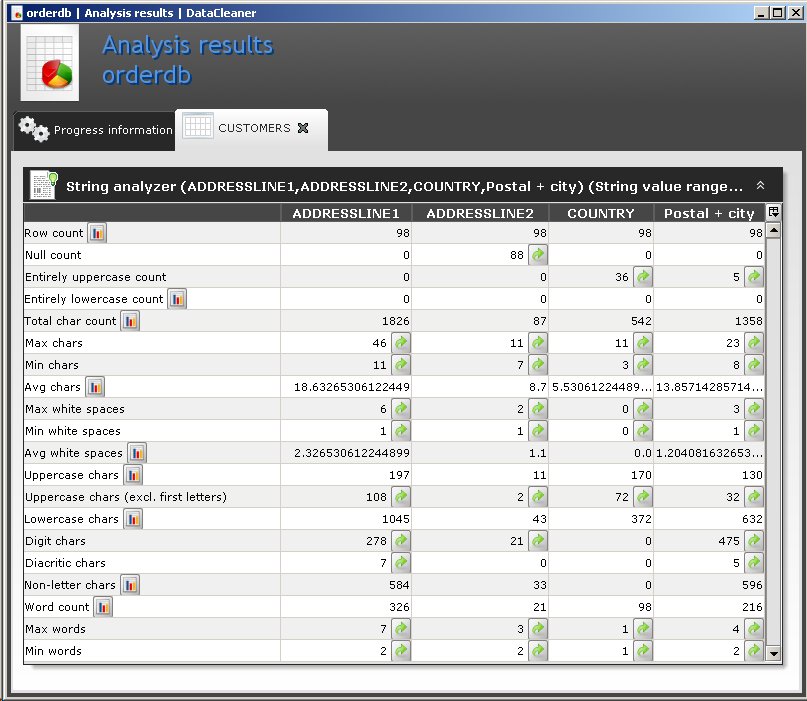 orderdb | Analysis results | DataCleaner
Analysis results
orderdb
Progress information CUSTOMERS
String analyzer (ADDRESSLINE1,ADDRESSLINE2,COUNTRY,Postal + city) (String value range...
ADDRESSLINE1 ADDRESSLINE2 COUNTRY Postal + city
Row count 98 98 98 98
Null count 0 88 0 0
Entirely uppercase count 0 0 36 5
Entirely lowercase count 0 0 0 0
Total char count 1826 87 542 1358
Max chars 46 11 11 23
Min chars 11 7 3 8
Avg chars 18.63265306122449 8.7 5.53061224489... 13.85714285714...
Max white spaces 6 2 0 3
Min white spaces 1 1 0 1
Avg white spaces 2.326530612244899 1.1 0.0 1.204081632653...
Uppercase chars 197 11 170 130
Uppercase chars (excl. first letters) 108 2 72 32
Lowercase chars 1045 43 372 632
Digit chars 278 21 0 475
Diacritic chars 7 0 0 5
Non-letter chars 584 33 0 596
Word count 326 21 98 216
Max words 7 3 1 4
Min words 2 2 1 2